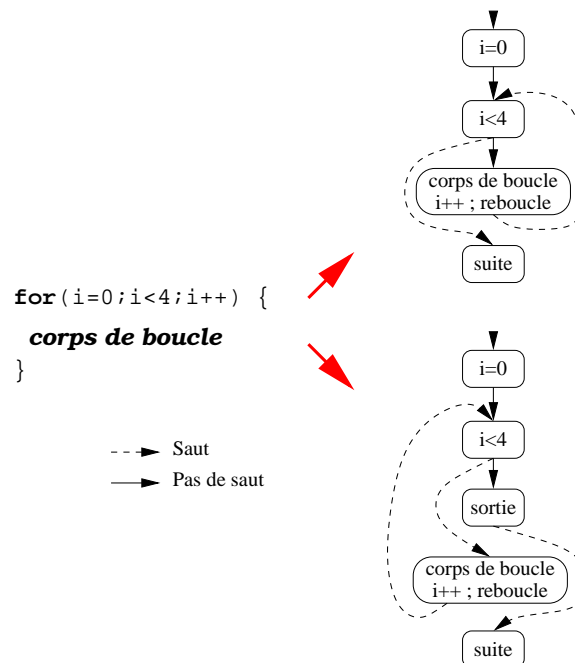 i=0
i<4
corps de boucle
i++ ; reboucle
suite
for(i=0;i<4;i++) {
corps de boucle
}
Saut
Pas de saut
i=0
i<4
sortie
corps de boucle
i++ ; reboucle
suite